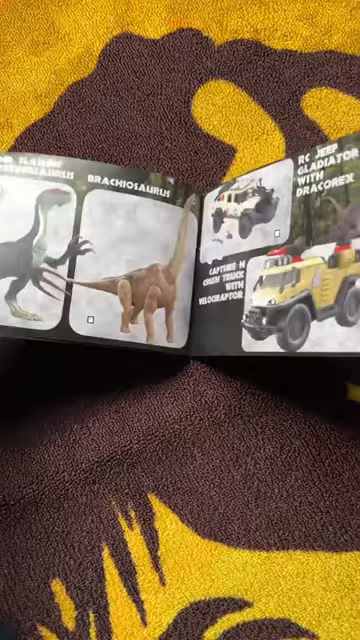 BRACHIOSAURUS
CAPTURE N
CRUSH TRUCK
WITH
VELOCIRAPTOR
RC JEEP
GLADIATOR
WITH
DRACOREX